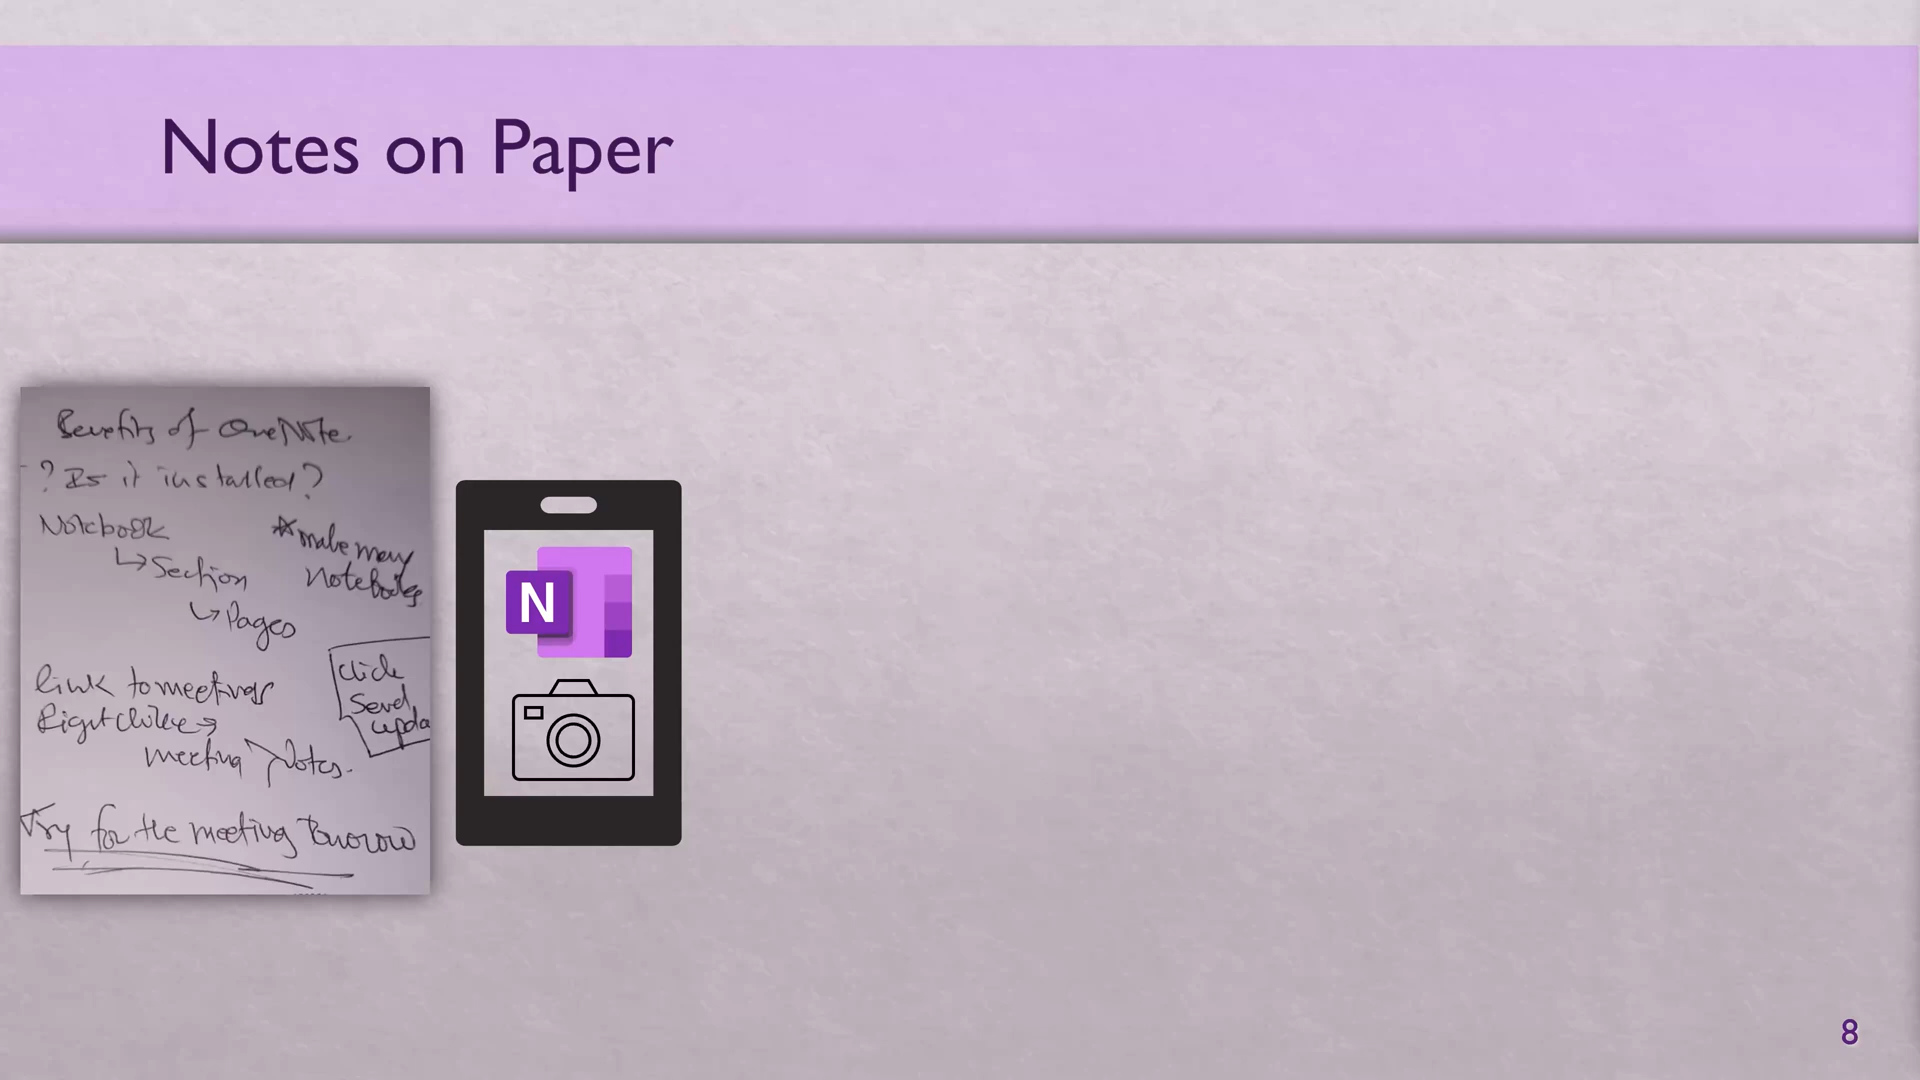 Notes on Paper
Benefits of OneNote.
? Is it installed?
Notebook
↳ Section
↳ Pages
* make many
notebooks
link to meetings
Right click →
meeting Notes.
click
Send
upda
Try for the meeting Tomorow
N
8